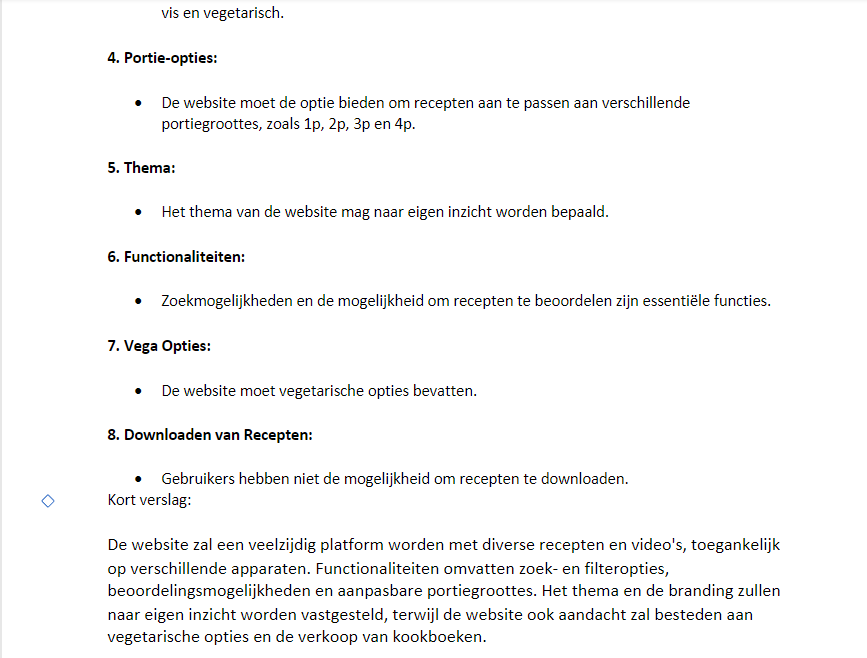 vis en vegetarisch.
4. Portie-opties:
• De website moet de optie bieden om recepten aan te passen aan verschillende
portiegroottes, zoals 1p, 2p, 3p en 4p.
5. Thema:
• Het thema van de website mag naar eigen inzicht worden bepaald.
6. Functionaliteiten:
• Zoekmogelijkheden en de mogelijkheid om recepten te beoordelen zijn essentiële functies.
7. Vega Opties:
• De website moet vegetarische opties bevatten.
8. Downloaden van Recepten:
• Gebruikers hebben niet de mogelijkheid om recepten te downloaden.
Kort verslag:
De website zal een veelzijdig platform worden met diverse recepten en video's, toegankelijk
op verschillende apparaten. Functionaliteiten omvatten zoek- en filteropties,
beoordelingsmogelijkheden en aanpasbare portiegroottes. Het thema en de branding zullen
naar eigen inzicht worden vastgesteld, terwijl de website ook aandacht zal besteden aan
vegetarische opties en de verkoop van kookboeken.